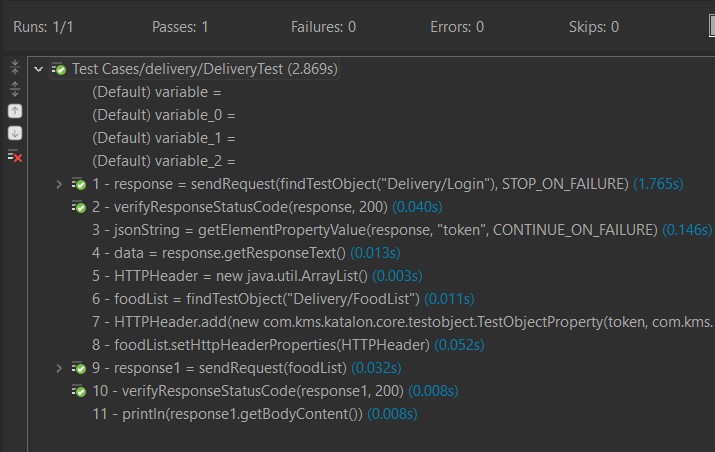 Runs: 1/1 Passes: 1 Failures: 0 Errors: 0 Skips: 0
Test Cases/delivery/DeliveryTest (2.869s)
(Default) variable =
(Default) variable_0 =
(Default) variable_1 =
(Default) variable_2 =
1 - response = sendRequest(findTestObject("Delivery/Login"), STOP_ON_FAILURE) (1.765s)
2 - verifyResponseStatusCode(response, 200) (0.040s)
3 - jsonString = getElementPropertyValue(response, "token", CONTINUE_ON_FAILURE) (0.146s)
4 - data = response.getResponseText() (0.013s)
5 - HTTPHeader = new java.util.ArrayList() (0.003s)
6 - foodList = findTestObject("Delivery/FoodList") (0.011s)
7 - HTTPHeader.add(new com.kms.katalon.core.testobject.TestObjectProperty(token, com.kms.
8 - foodList.setHttpHeaderProperties(HTTPHeader) (0.052s)
9 - response1 = sendRequest(foodList) (0.032s)
10 - verifyResponseStatusCode(response1, 200) (0.008s)
11 - println(response1.getBodyContent()) (0.008s)